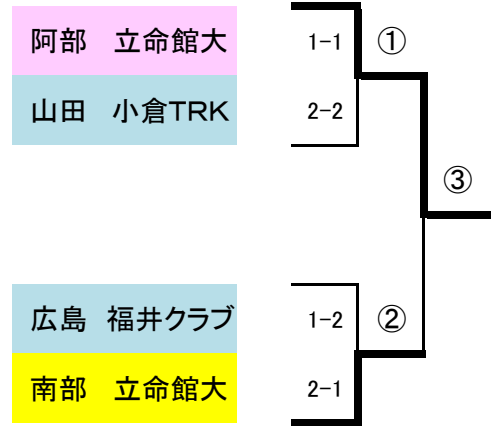 阿部　立命館大　1-1　①
山田　小倉TRK　2-2
③
広島　福井クラブ　1-2　②
南部　立命館大　2-1